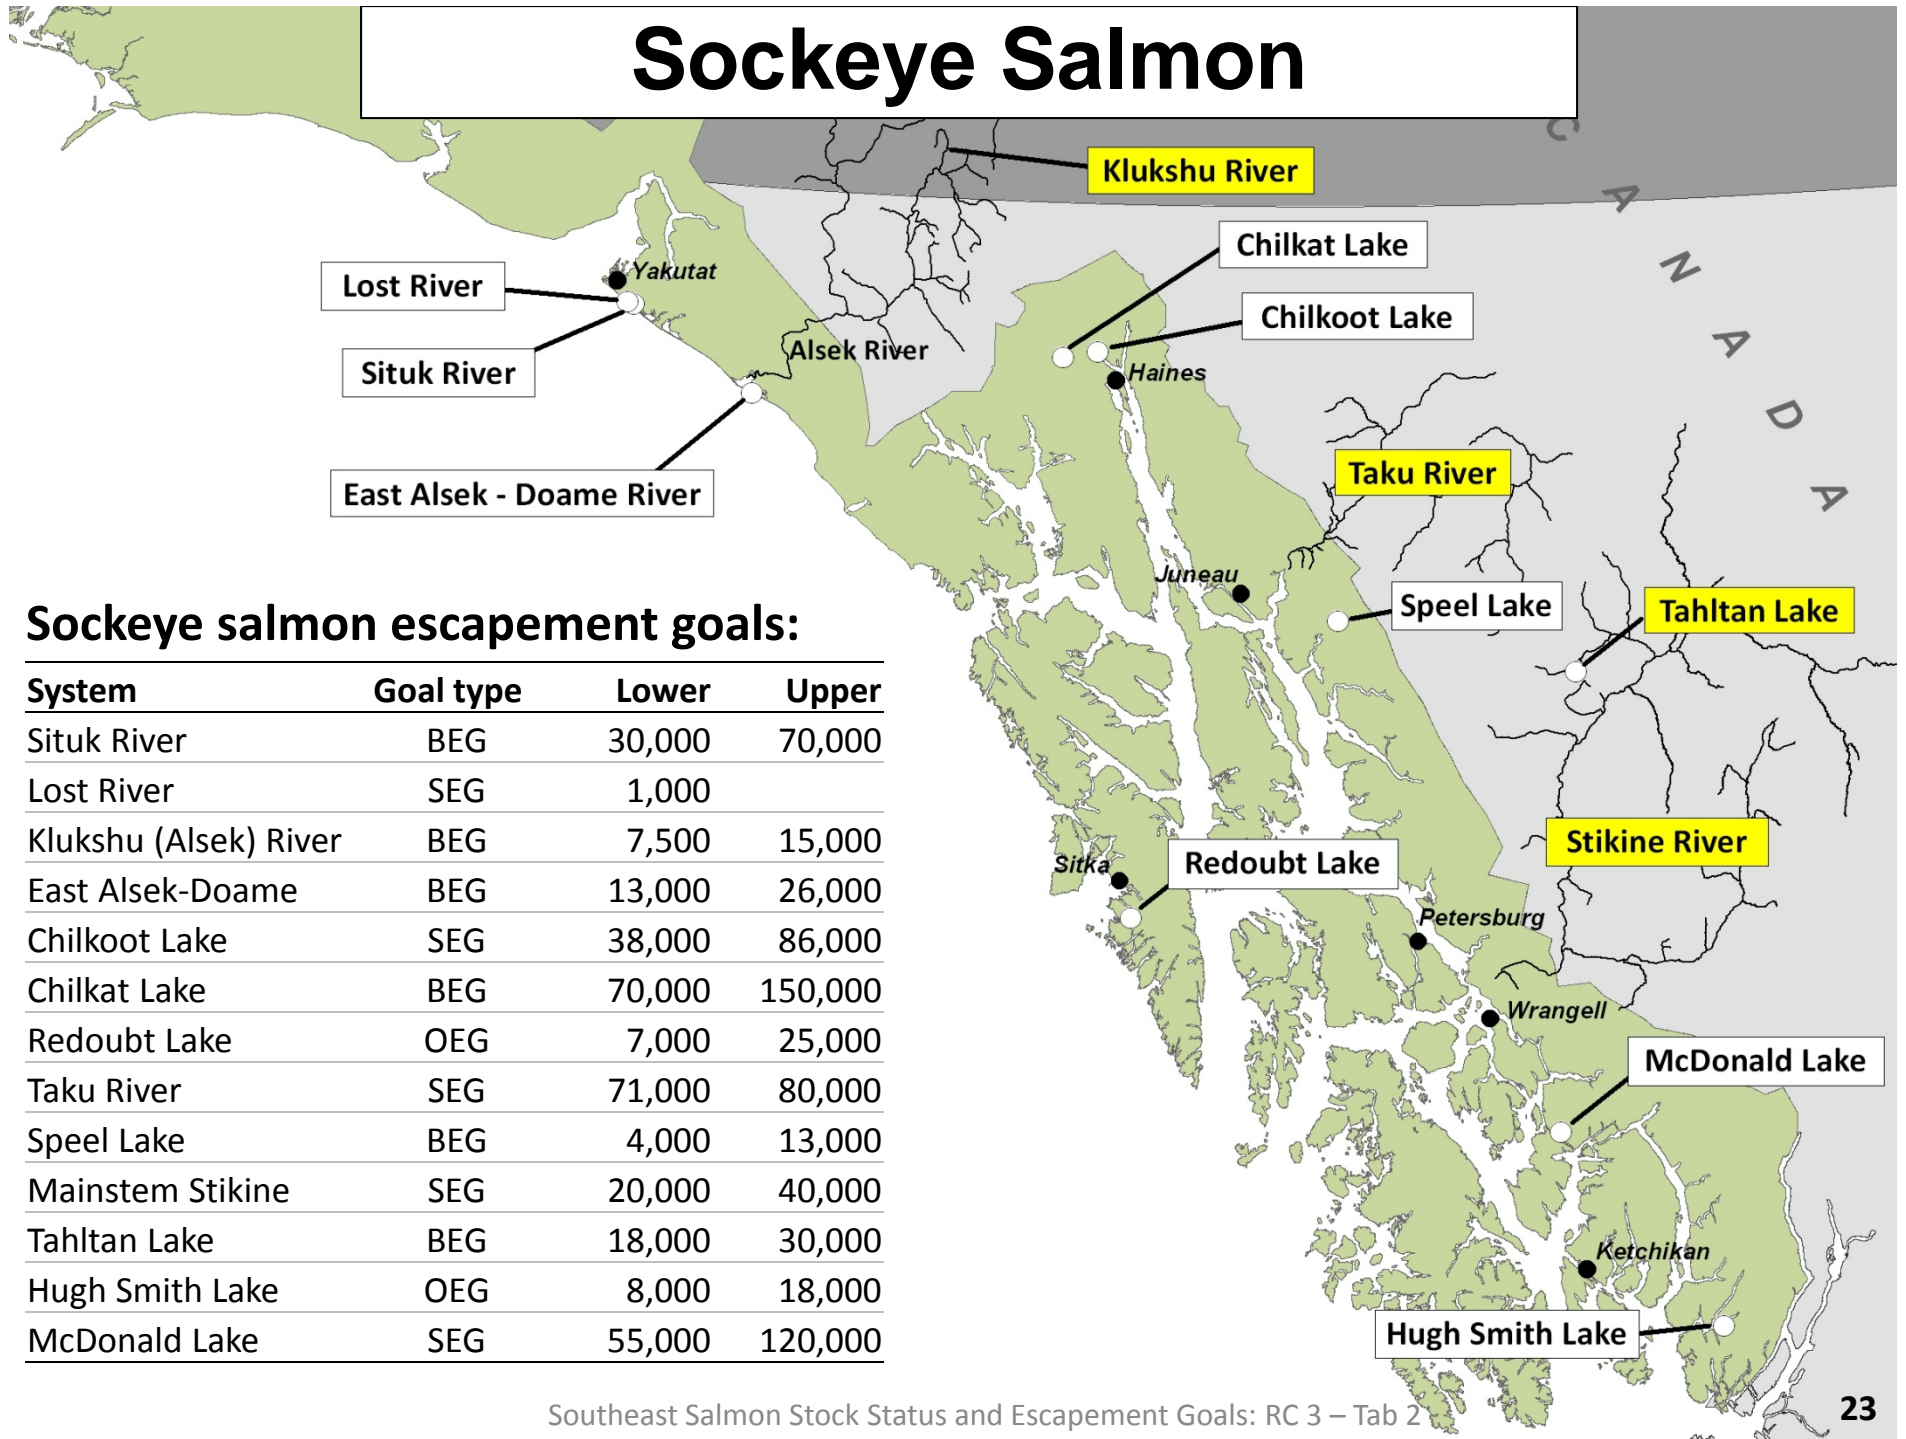 Sockeye Salmon
CANADA
Klukshu River
Chilkat Lake
Lost River
Yakutat
Chilkoot Lake
Situk River
Alsek River
Haines
East Alsek - Doame River
Taku River
Juneau
Speel Lake
Tahltan Lake
Stikine River
Sitka
Redoubt Lake
Petersburg
Wrangell
McDonald Lake
Ketchikan
Hugh Smith Lake
Sockeye salmon escapement goals:
System Goal type Lower Upper
Situk River BEG 30,000 70,000
Lost River SEG 1,000
Klukshu (Alsek) River BEG 7,500 15,000
East Alsek-Doame BEG 13,000 26,000
Chilkoot Lake SEG 38,000 86,000
Chilkat Lake BEG 70,000 150,000
Redoubt Lake OEG 7,000 25,000
Taku River SEG 71,000 80,000
Speel Lake BEG 4,000 13,000
Mainstem Stikine SEG 20,000 40,000
Tahltan Lake BEG 18,000 30,000
Hugh Smith Lake OEG 8,000 18,000
McDonald Lake SEG 55,000 120,000
Southeast Salmon Stock Status and Escapement Goals: RC 3 – Tab 2
23